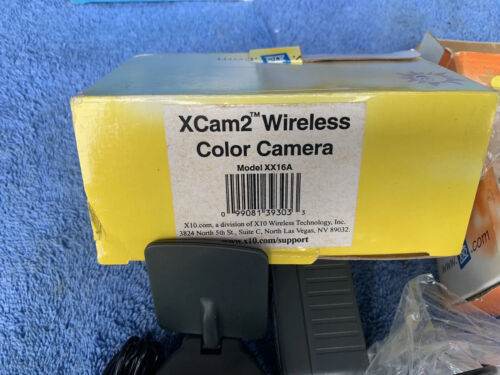 XCam2™ Wireless
Color Camera
Model XX16A
0 99081 39303 3
X10.com, a division of X10 Wireless Technology, Inc.
3824 North 5th St., Suite C, North Las Vegas, NV 89032
www.x10.com/support
www.
.com